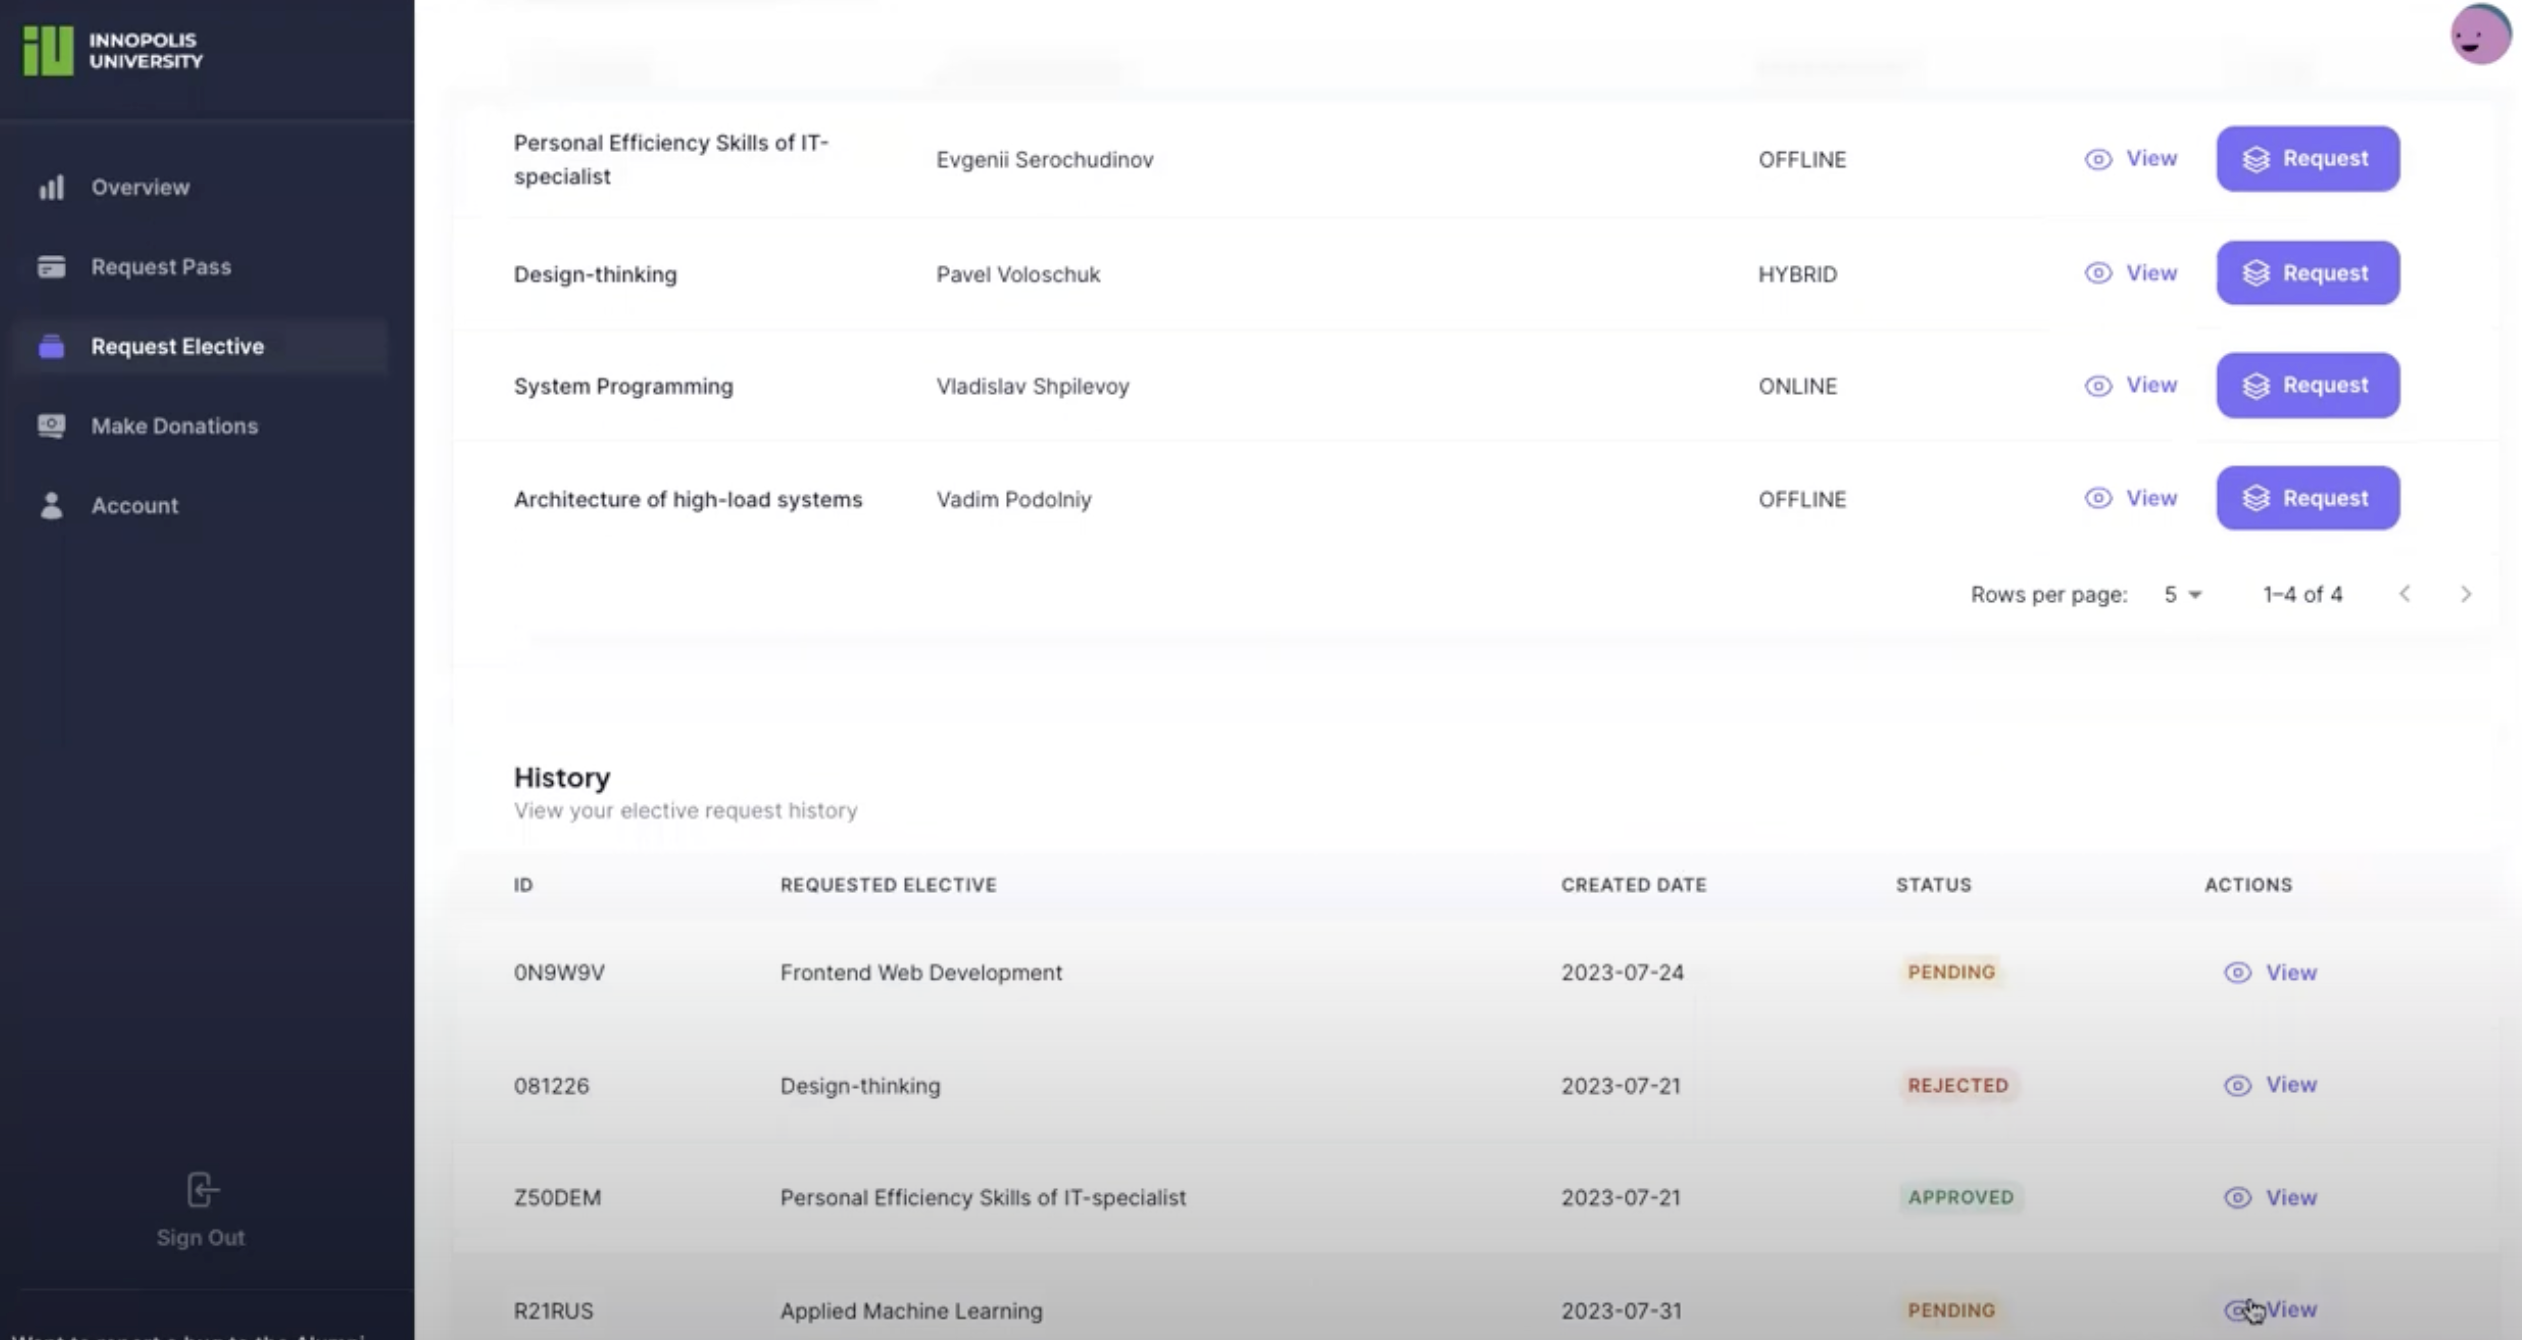 INNOPOLIS
UNIVERSITY
Overview
Request Pass
Request Elective
Make Donations
Account
Sign Out
Personal Efficiency Skills of IT-
specialist
Evgenii Serochudinov
OFFLINE
View
Request
Design-thinking
Pavel Voloschuk
HYBRID
View
Request
System Programming
Vladislav Shpilevoy
ONLINE
View
Request
Architecture of high-load systems
Vadim Podolniy
OFFLINE
View
Request
Rows per page: 5 1–4 of 4
History
View your elective request history
ID REQUESTED ELECTIVE CREATED DATE STATUS ACTIONS
0N9W9V Frontend Web Development 2023-07-24 PENDING View
081226 Design-thinking 2023-07-21 REJECTED View
Z50DEM Personal Efficiency Skills of IT-specialist 2023-07-21 APPROVED View
R21RUS Applied Machine Learning 2023-07-31 PENDING View